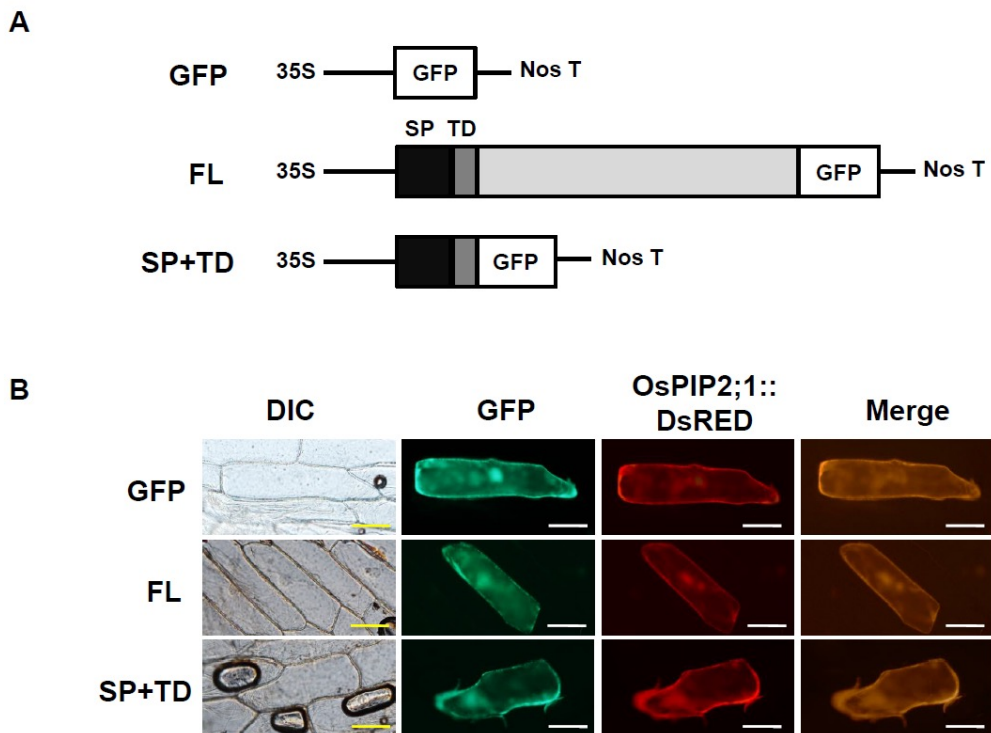 A
GFP 35S GFP Nos T
SP TD
FL 35S GFP Nos T
SP+TD 35S GFP Nos T
B
DIC GFP OsPIP2;1::
DsRED Merge
GFP
FL
SP+TD